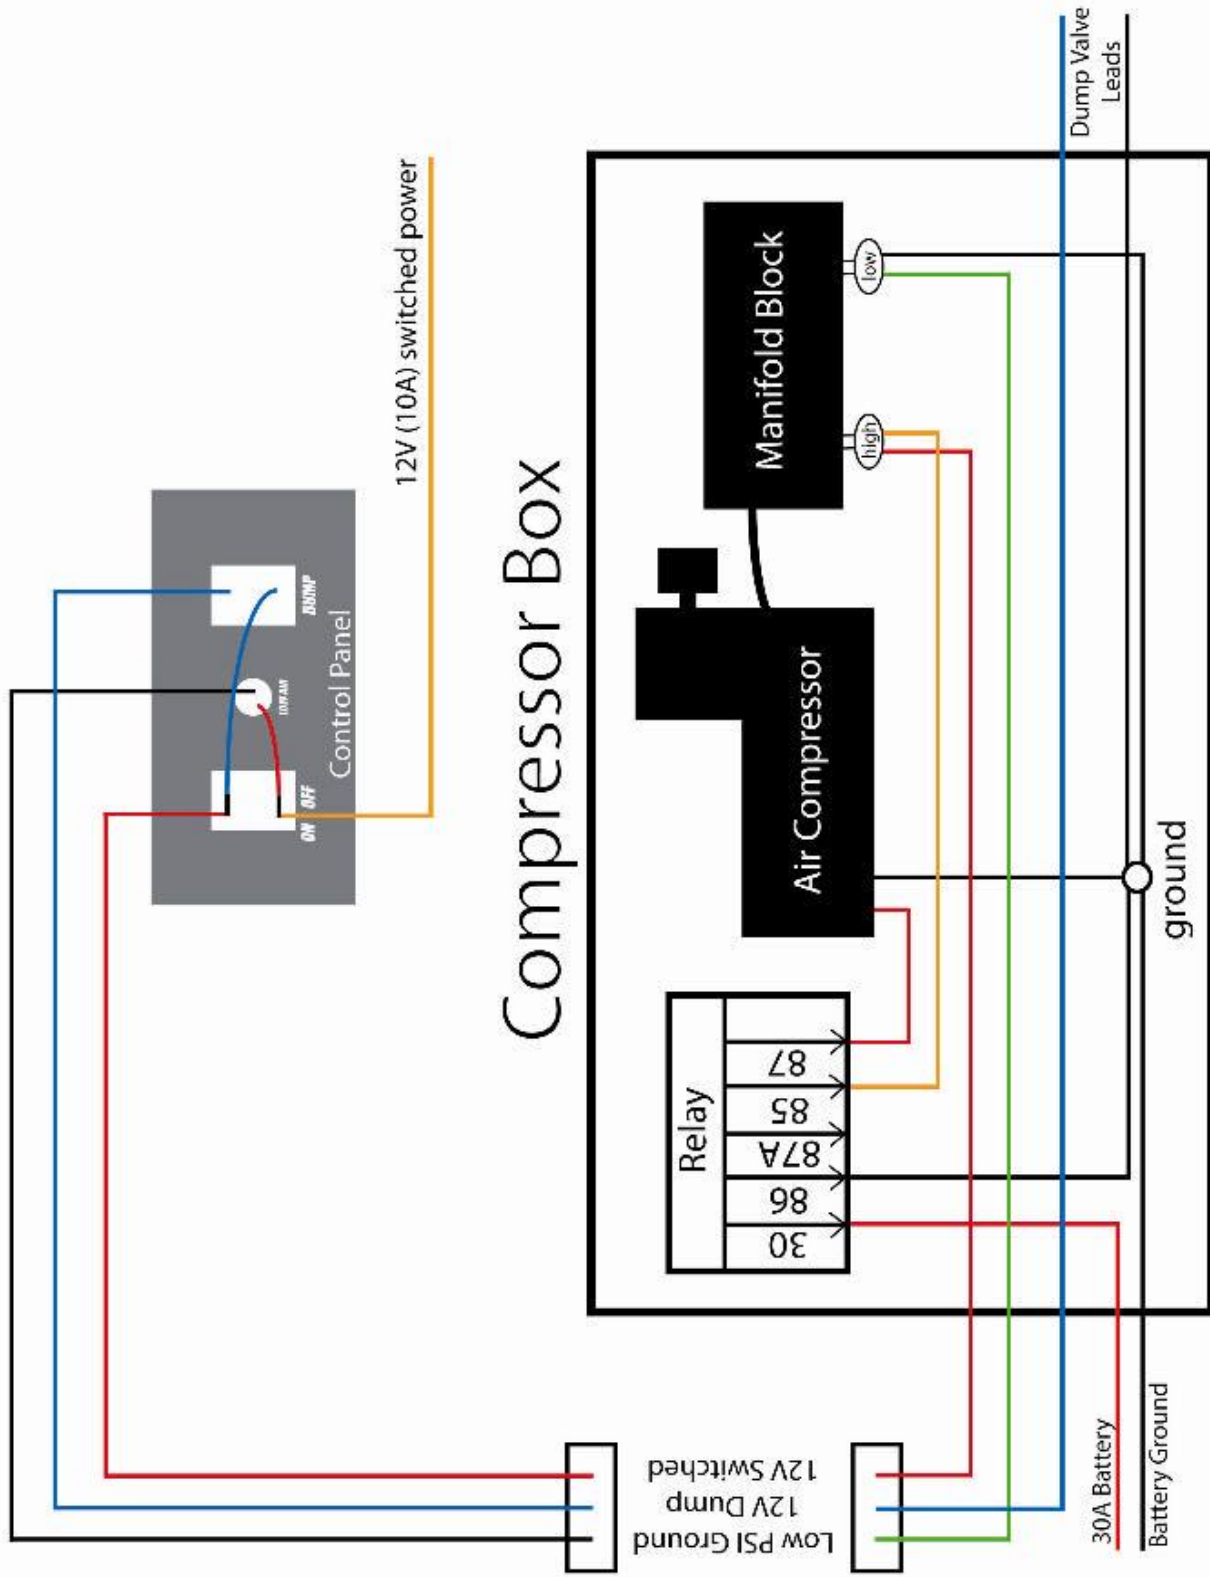 12V (10A) switched power
ON OFF
DUMP
Control Panel
Compressor Box
Dump Valve
Leads
Relay
30
86
87A
85
87
Air Compressor
Manifold Block
high
low
ground
12V Switched
12V Dump
Low PSI Ground
30A Battery
Battery Ground